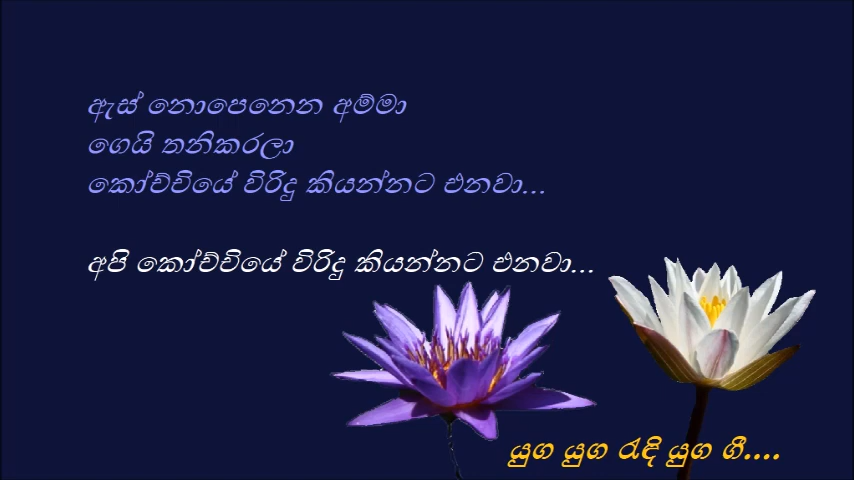 ඇස් නොපෙනෙන අම්මා
ගෙයි තනිකරලා
කෝච්චියේ විරිදු කියන්නට එනවා...
අපි කෝච්චියේ විරිදු කියන්නට එනවා...
යුග යුග රැඳි යුග ගී....